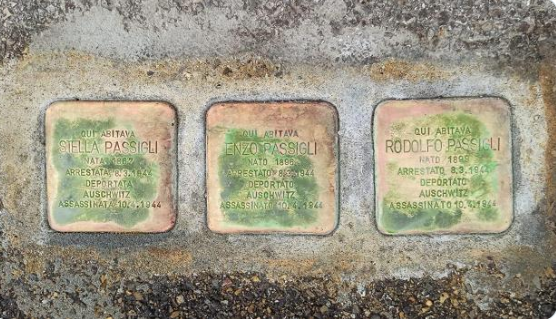 QUI ABITAVA
STELLA PASSIGLI
NATA
ARRESTATA 8.3.1944
DEPORTATA
AUSCHWITZ
ASSASSINATA 10.4.1944
QUI ABITAVA
ENZO PASSIGLI
NATO
ARRESTATO 8.3.1944
DEPORTATO
AUSCHWITZ
ASSASSINATO 10.4.1944
QUI ABITAVA
RODOLFO PASSIGLI
NATO
ARRESTATO 8.3.1944
DEPORTATO
AUSCHWITZ
ASSASSINATO 10.4.1944